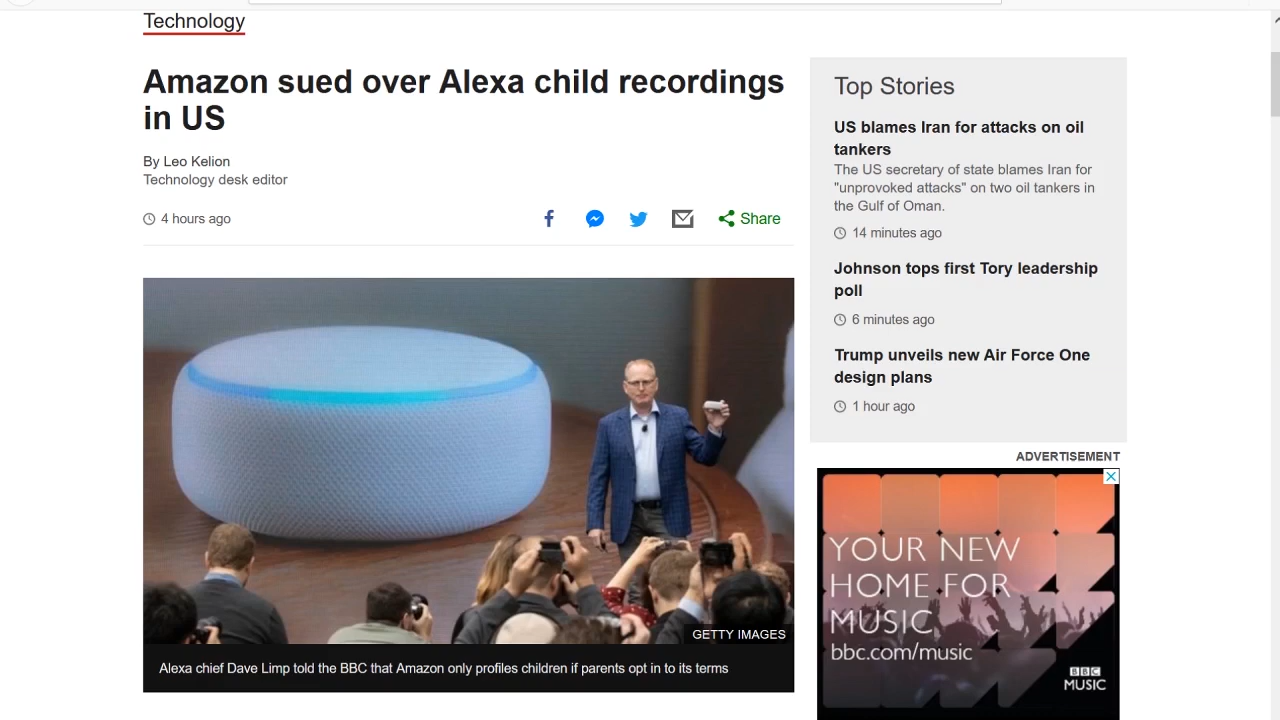 Technology
Amazon sued over Alexa child recordings
in US
By Leo Kelion
Technology desk editor
4 hours ago
Share
GETTY IMAGES
Alexa chief Dave Limp told the BBC that Amazon only profiles children if parents opt in to its terms
Top Stories
US blames Iran for attacks on oil
tankers
The US secretary of state blames Iran for
"unprovoked attacks" on two oil tankers in
the Gulf of Oman.
14 minutes ago
Johnson tops first Tory leadership
poll
6 minutes ago
Trump unveils new Air Force One
design plans
1 hour ago
ADVERTISEMENT
YOUR NEW
HOME FOR
MUSIC
bbc.com/music
BBC
MUSIC